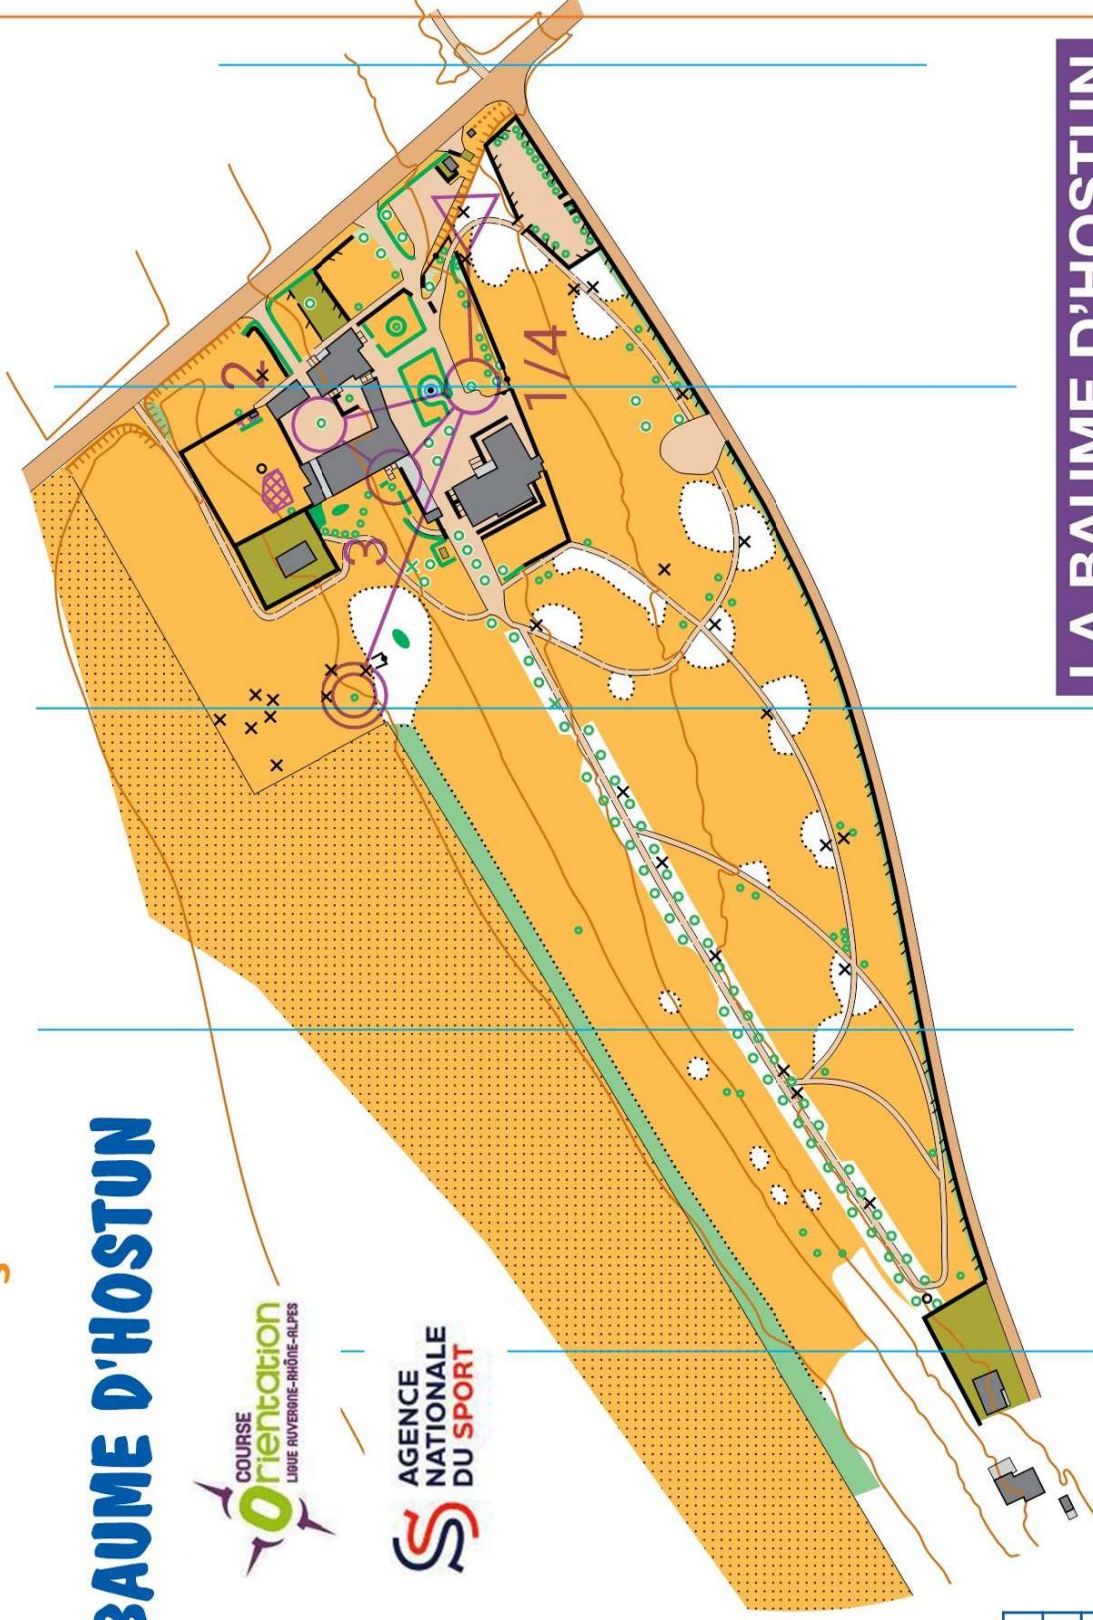 BAUME D'HOSTUN
COURSE
Orientation
LIGUE AUVERGNE-RHÔNE-ALPES
AGENCE
NATIONALE
DU SPORT
2
3
1/4